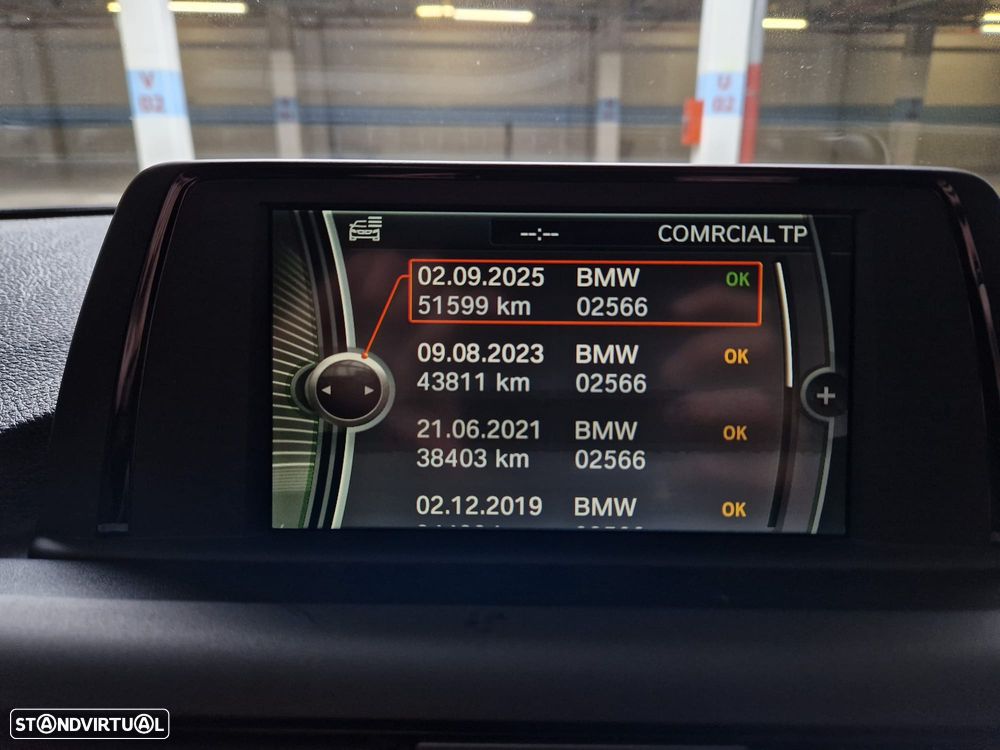 V
02
U
02
--:--
COMRCIAL TP
02.09.2025 BMW OK
51599 km 02566
09.08.2023 BMW OK
43811 km 02566
21.06.2021 BMW OK
38403 km 02566
02.12.2019 BMW OK
+
STANDVIRTUAL